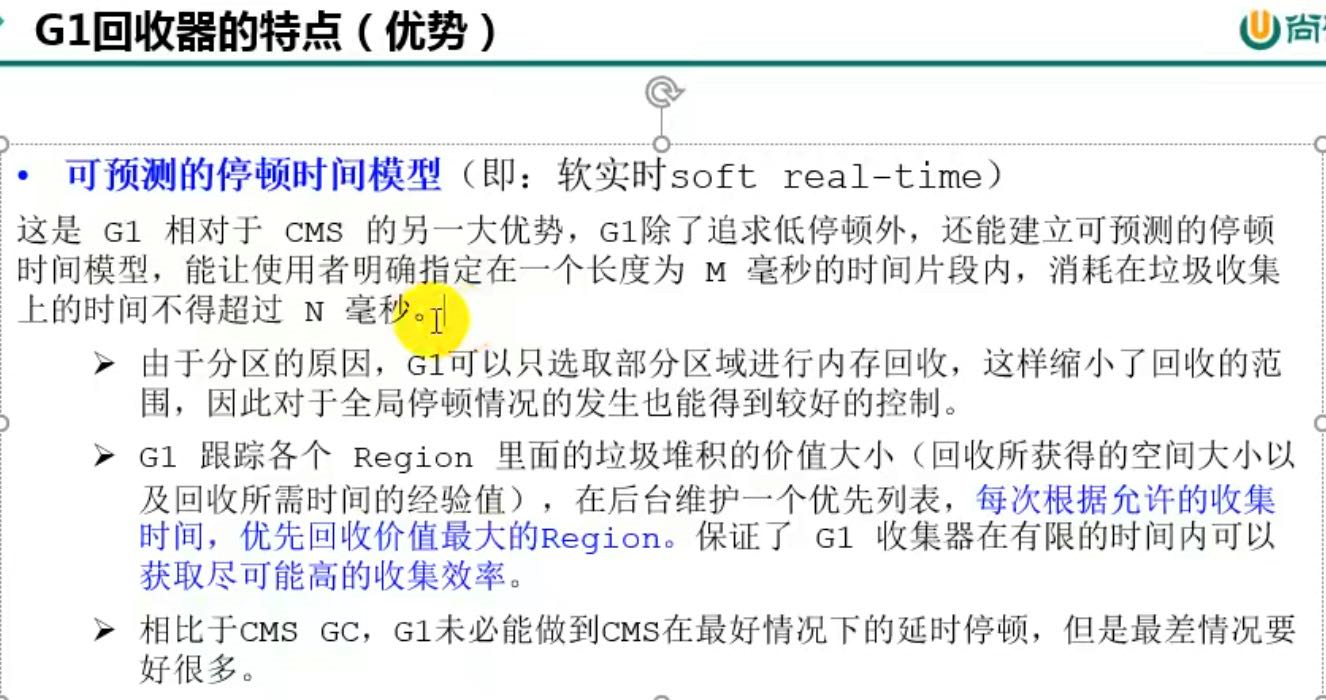 G1回收器的特点（优势）
尚
• 可预测的停顿时间模型（即：软实时soft real-time）
这是 G1 相对于 CMS 的另一大优势，G1除了追求低停顿外，还能建立可预测的停顿
时间模型，能让使用者明确指定在一个长度为 M 毫秒的时间片段内，消耗在垃圾收集
上的时间不得超过 N 毫秒。
➢ 由于分区的原因，G1可以只选取部分区域进行内存回收，这样缩小了回收的范
围，因此对于全局停顿情况的发生也能得到较好的控制。
➢ G1 跟踪各个 Region 里面的垃圾堆积的价值大小（回收所获得的空间大小以
及回收所需时间的经验值），在后台维护一个优先列表，每次根据允许的收集
时间，优先回收价值最大的Region。保证了 G1 收集器在有限的时间内可以
获取尽可能高的收集效率。
➢ 相比于CMS GC，G1未必能做到CMS在最好情况下的延时停顿，但是最差情况要
好很多。